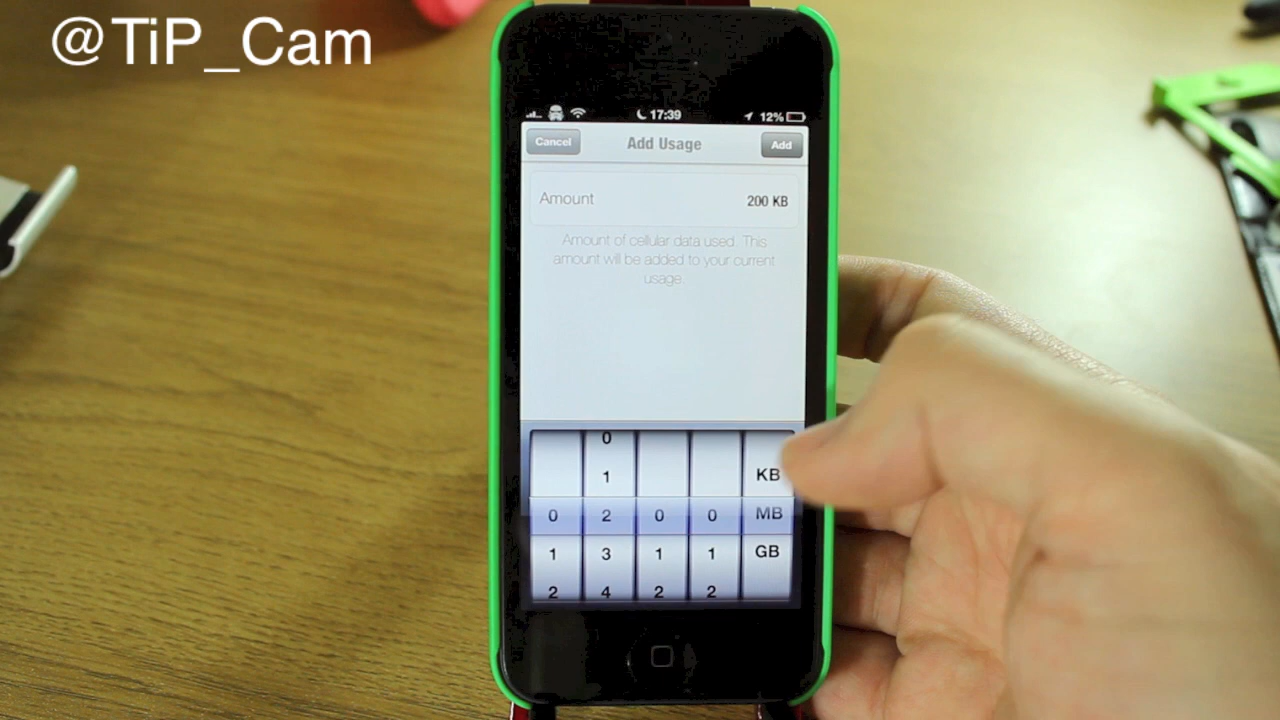 @TiP_Cam
17:39
12%
Cancel
Add Usage
Add
Amount
200 KB
Amount of cellular data used. This
amount will be added to your current
usage.
0
1 KB
0 2 0 0 MB
1 3 1 1 GB
2 4 2 2